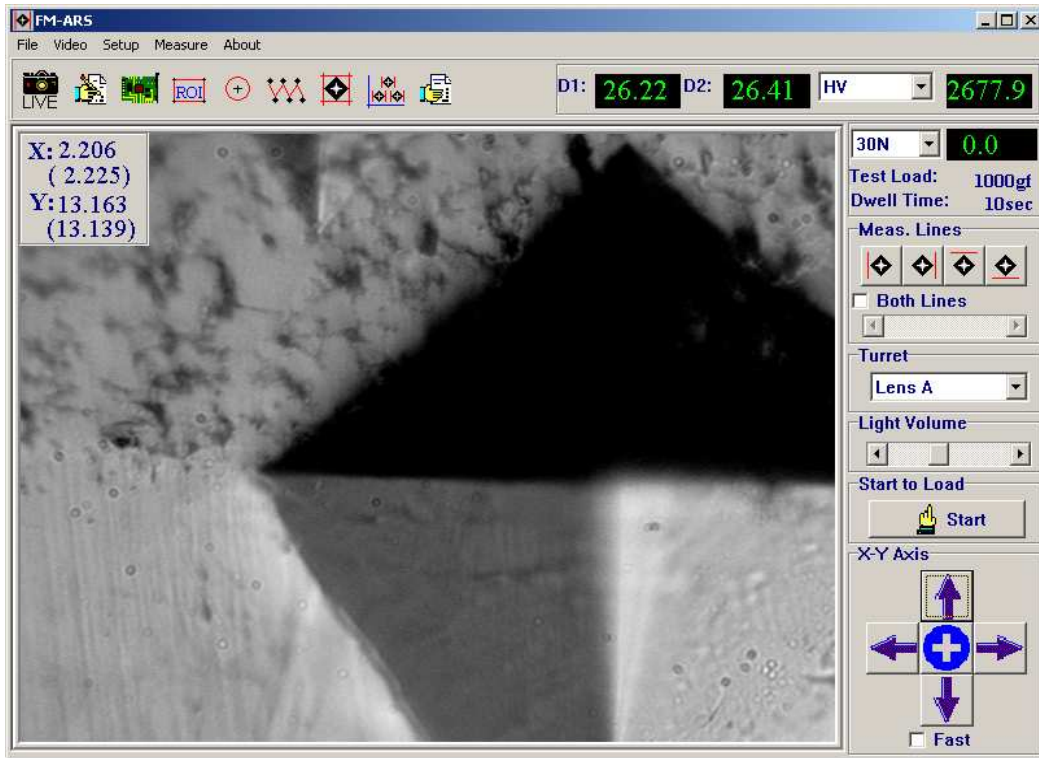 FM-ARS
File Video Setup Measure About
LIVE ROI D1: 26.22 D2: 26.41 HV 2677.9
X: 2.206
( 2.225)
Y: 13.163
(13.139)
30N 0.0
Test Load: 1000gf
Dwell Time: 10sec
Meas. Lines
Both Lines
Turret
Lens A
Light Volume
Start to Load
Start
X-Y Axis
Fast